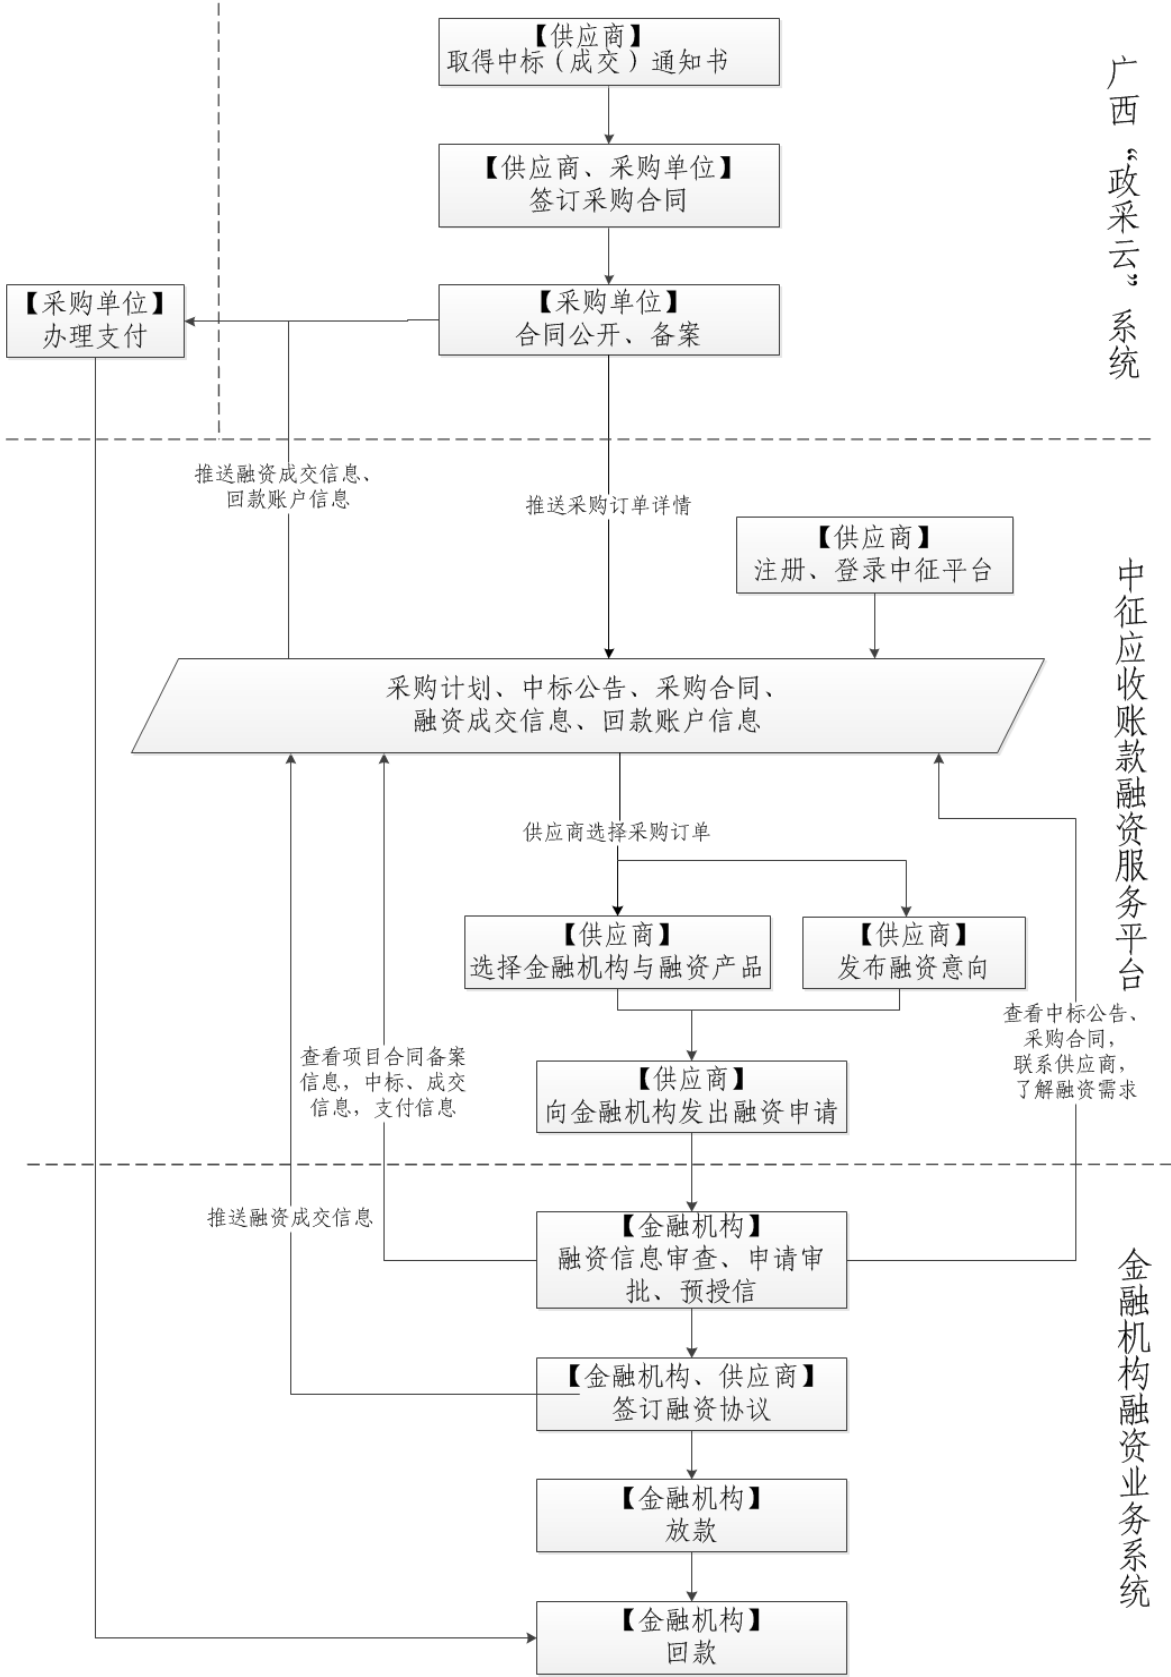 【供应商】
取得中标（成交）通知书
【供应商、采购单位】
签订采购合同
【采购单位】
办理支付
【采购单位】
合同公开、备案
广西“政采云”系统
推送融资成交信息、
回款账户信息
推送采购订单详情
【供应商】
注册、登录中征平台
采购计划、中标公告、采购合同、
融资成交信息、回款账户信息
中征应收账款融资服务平台
供应商选择采购订单
【供应商】
选择金融机构与融资产品
【供应商】
发布融资意向
查看中标公告、
采购合同，
联系供应商，
了解融资需求
查看项目合同备案
信息，中标、成交
信息，支付信息
【供应商】
向金融机构发出融资申请
推送融资成交信息
【金融机构】
融资信息审查、申请审
批、预授信
金融机构融资业务系统
【金融机构、供应商】
签订融资协议
【金融机构】
放款
【金融机构】
回款